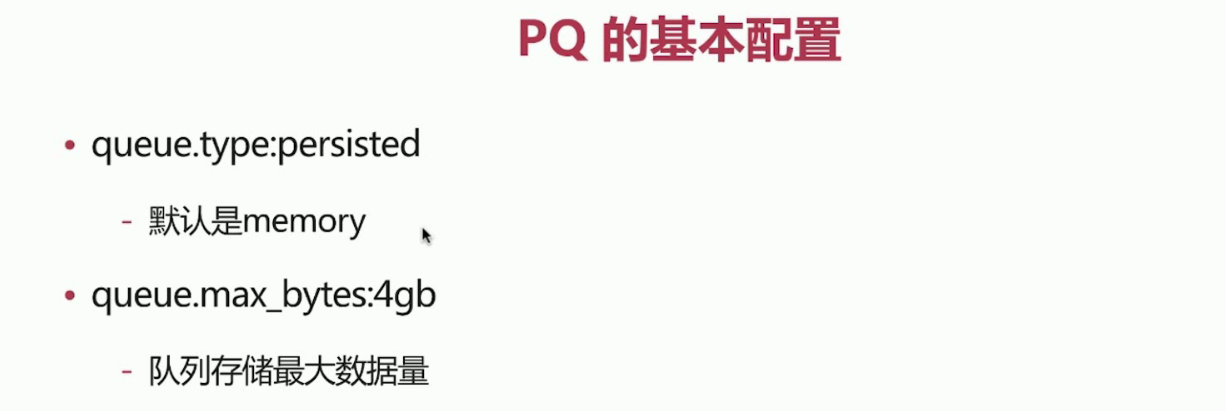 PQ 的基本配置
• queue.type:persisted
- 默认是memory
• queue.max_bytes:4gb
- 队列存储最大数据量